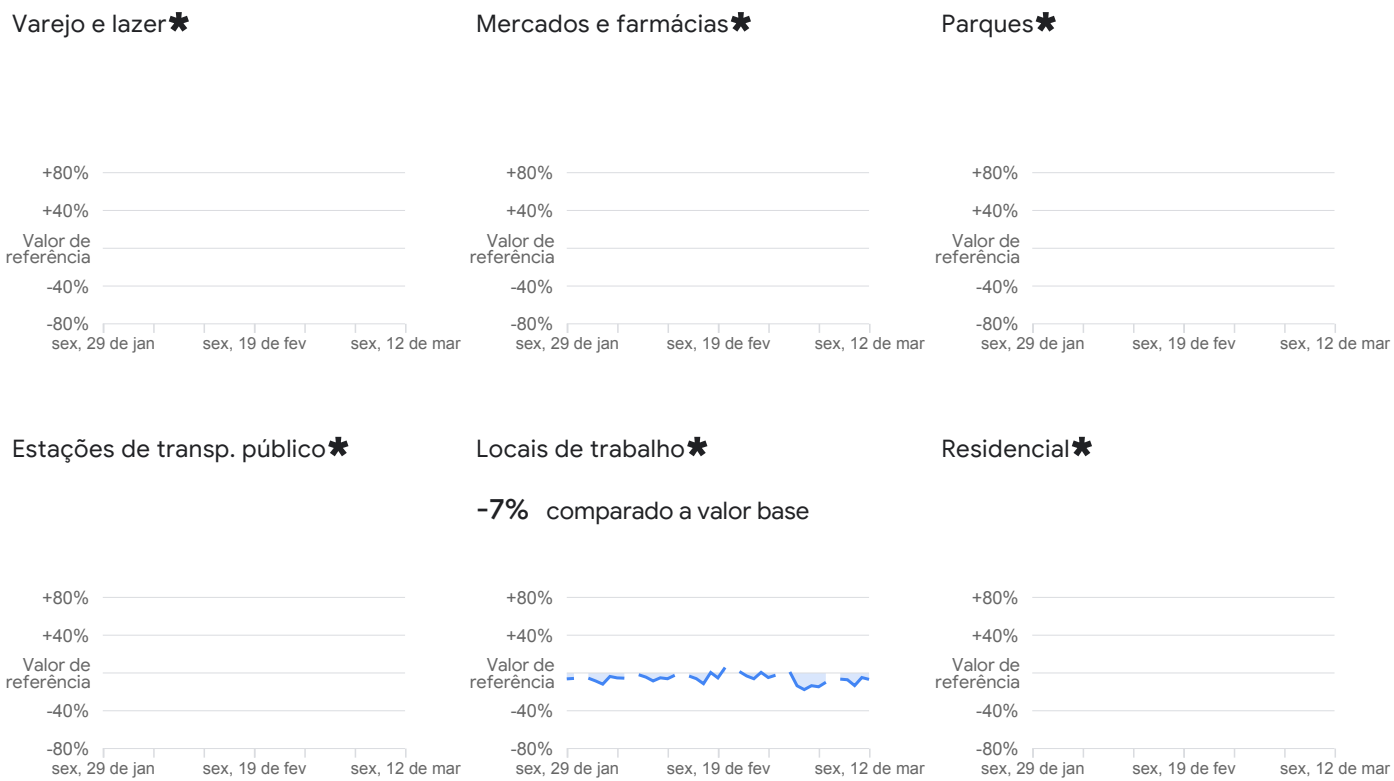 Varejo e lazer*
+80%
+40%
Valor de
referência
-40%
-80%
sex, 29 de jan sex, 19 de fev sex, 12 de mar
Mercados e farmácias*
+80%
+40%
Valor de
referência
-40%
-80%
sex, 29 de jan sex, 19 de fev sex, 12 de mar
Parques*
+80%
+40%
Valor de
referência
-40%
-80%
sex, 29 de jan sex, 19 de fev sex, 12 de mar
Estações de transp. público*
+80%
+40%
Valor de
referência
-40%
-80%
sex, 29 de jan sex, 19 de fev sex, 12 de mar
Locais de trabalho*
-7% comparado a valor base
+80%
+40%
Valor de
referência
-40%
-80%
sex, 29 de jan sex, 19 de fev sex, 12 de mar
Residencial*
+80%
+40%
Valor de
referência
-40%
-80%
sex, 29 de jan sex, 19 de fev sex, 12 de mar